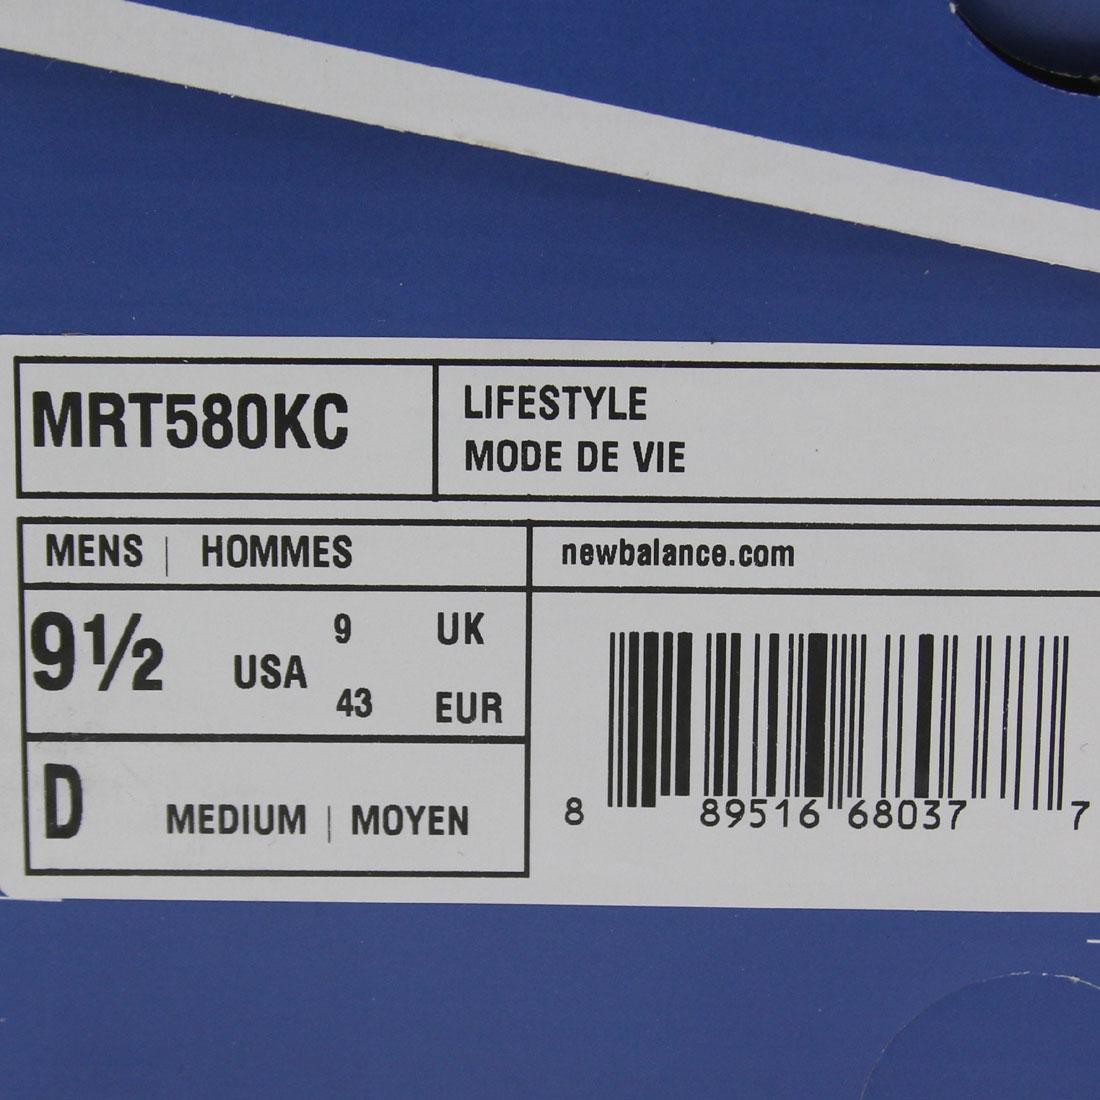 MRT580KC
LIFESTYLE
MODE DE VIE
MENS | HOMMES
newbalance.com
9½ USA
9 UK
43 EUR
D MEDIUM | MOYEN
8 89516 68037 7